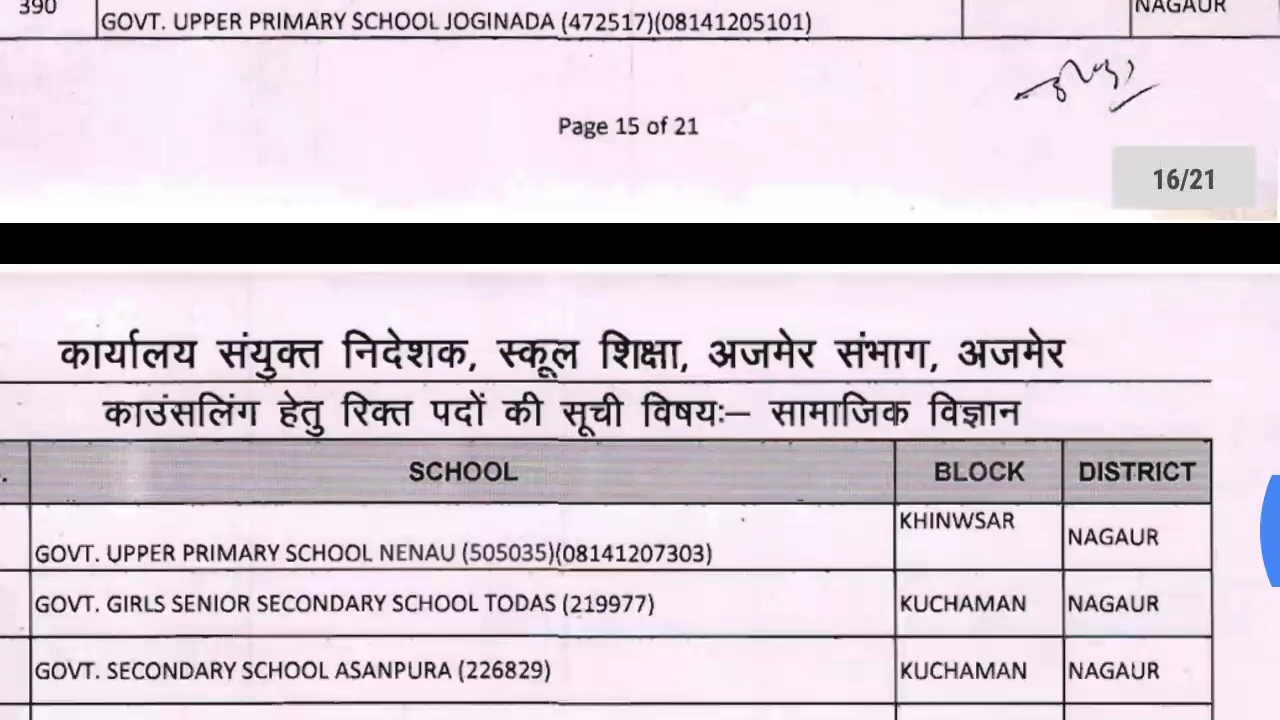 390
NAGAUR
GOVT. UPPER PRIMARY SCHOOL JOGINADA (472517)(08141205101)
Page 15 of 21
16/21
कार्यालय संयुक्त निदेशक, स्कूल शिक्षा, अजमेर संभाग, अजमेर
काउंसलिंग हेतु रिक्त पदों की सूची विषयः– सामाजिक विज्ञान
SCHOOL BLOCK DISTRICT
GOVT. UPPER PRIMARY SCHOOL NENAU (505035)(08141207303) KHINWSAR NAGAUR
GOVT. GIRLS SENIOR SECONDARY SCHOOL TODAS (219977) KUCHAMAN NAGAUR
GOVT. SECONDARY SCHOOL ASANPURA (226829) KUCHAMAN NAGAUR